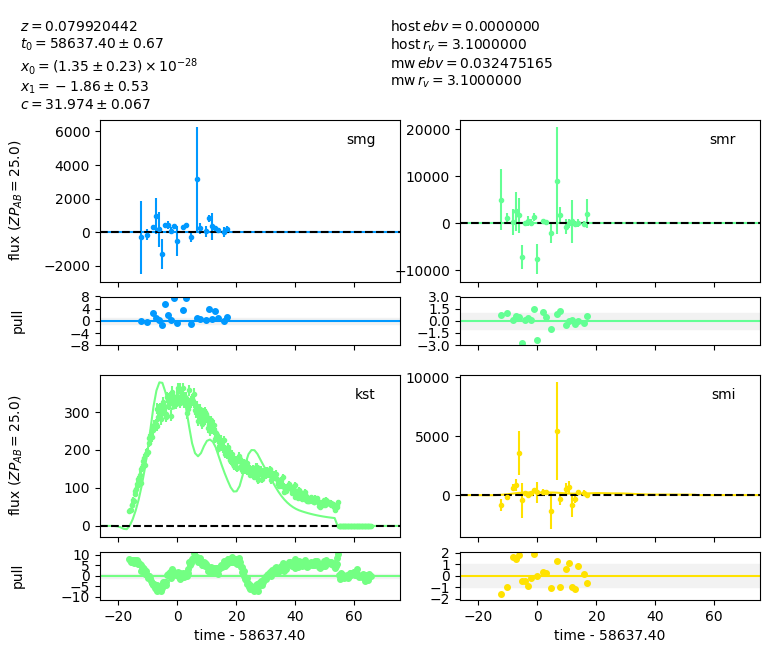 z = 0.079920442
t₀ = 58637.40 ± 0.67
x₀ = (1.35 ± 0.23) × 10⁻²⁸
x₁ = −1.86 ± 0.53
c = 31.974 ± 0.067
host ebv = 0.0000000
host r_v = 3.1000000
mw ebv = 0.032475165
mw r_v = 3.1000000
flux (ZP_AB = 25.0)
6000
4000
2000
0
−2000
smg
20000
10000
0
−10000
smr
pull
8
4
0
−4
−8
3.0
1.5
0.0
−1.5
−3.0
flux (ZP_AB = 25.0)
300
200
100
0
kst
10000
5000
0
smi
pull
10
5
0
−5
−10
2
1
0
−1
−2
−20 0 20 40 60
−20 0 20 40 60
time - 58637.40
time - 58637.40